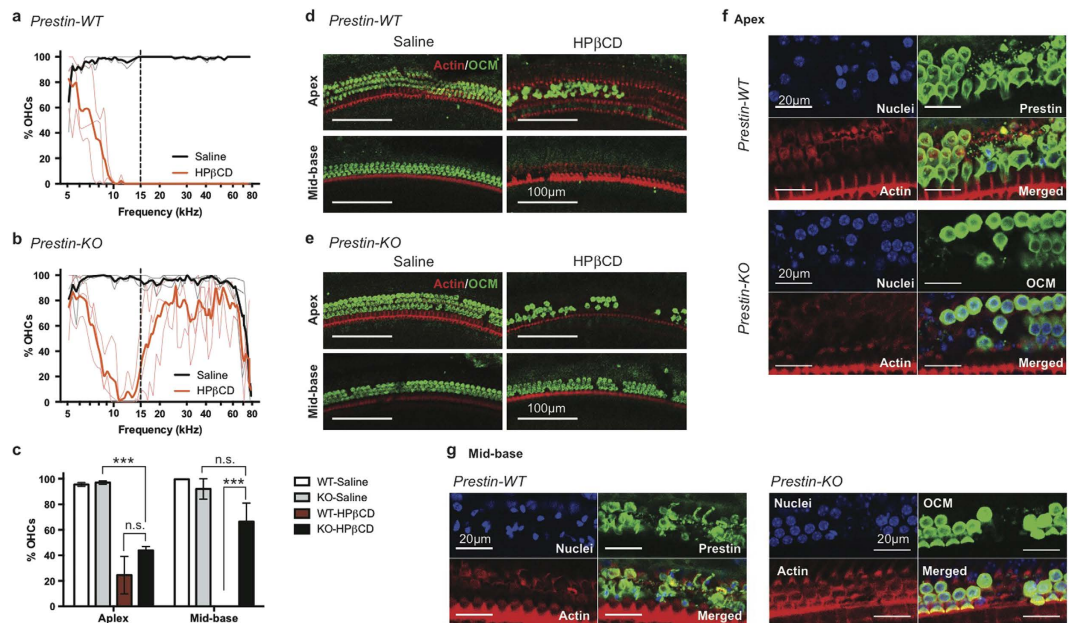 a Prestin-WT
% OHCs
100
80
60
40
20
0
Saline
HPβCD
5 10 15 20 30 40 60 80
Frequency (kHz)
b Prestin-KO
% OHCs
100
80
60
40
20
0
Saline
HPβCD
5 10 15 20 30 40 60 80
Frequency (kHz)
c
% OHCs
100
80
60
40
20
0
***
n.s.
n.s.
***
Aplex Mid-base
WT-Saline
KO-Saline
WT-HPβCD
KO-HPβCD
d Prestin-WT
Saline HPβCD
Apex
Actin/OCM
Mid-base
100µm
e Prestin-KO
Saline HPβCD
Apex
Actin/OCM
Mid-base
100µm
f Apex
Prestin-WT
20µm
Nuclei
Prestin
Actin
Merged
Prestin-KO
20µm
Nuclei
OCM
Actin
Merged
g Mid-base
Prestin-WT
20µm
Nuclei
Prestin
Actin
Merged
Prestin-KO
Nuclei
20µm
OCM
Actin
Merged